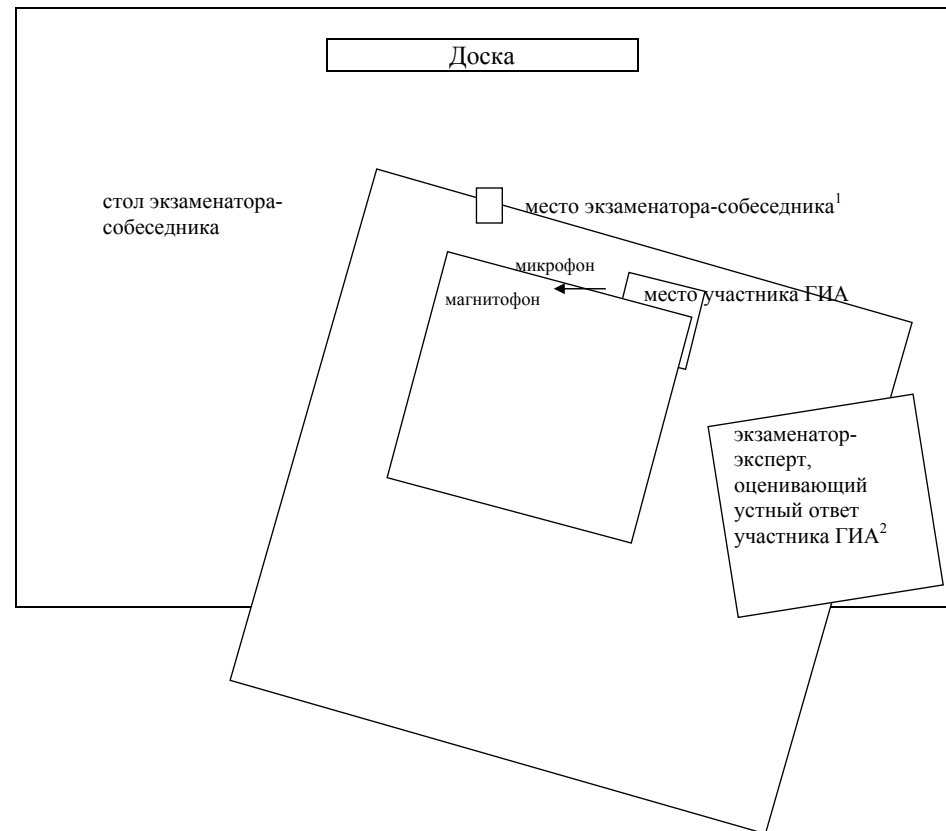 Доска
стол экзаменатора-
собеседника
место экзаменатора-собеседника¹
микрофон
магнитофон
место участника ГИА
экзаменатор-
эксперт,
оценивающий
устный ответ
участника ГИА²